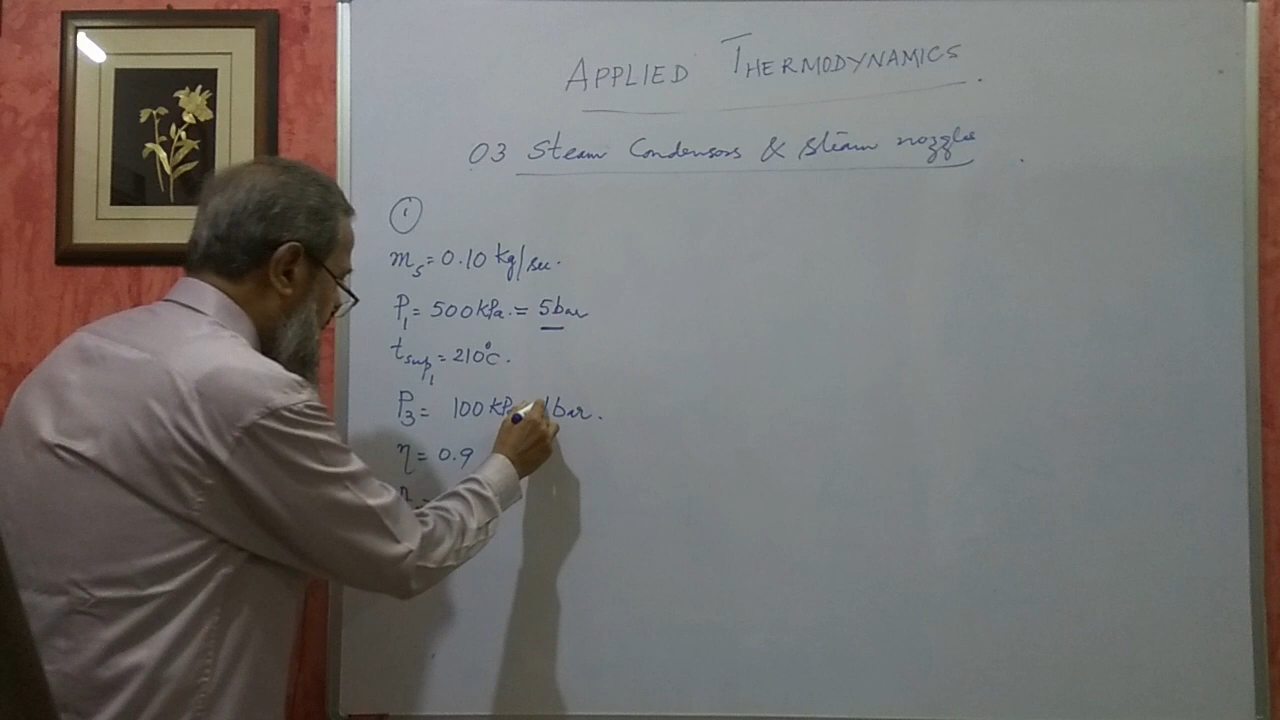 APPLIED THERMODYNAMICS.
03 Steam Condensors & Steam nozzles
1
ms = 0.10 kg/sec.
P1 = 500 kPa. = 5 bar
tsup1 = 210°C.
P3 = 100 kPa 1 bar.
η = 0.9